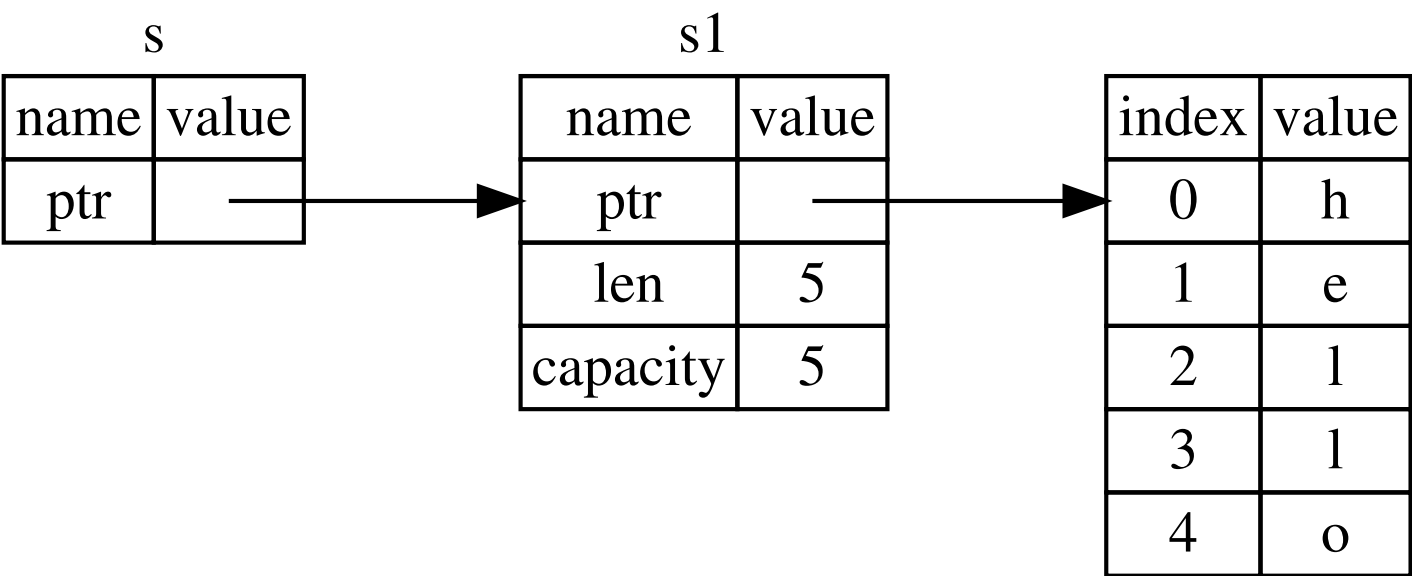 s
name value
ptr
s1
name value
ptr
len 5
capacity 5
index value
0 h
1 e
2 l
3 l
4 o